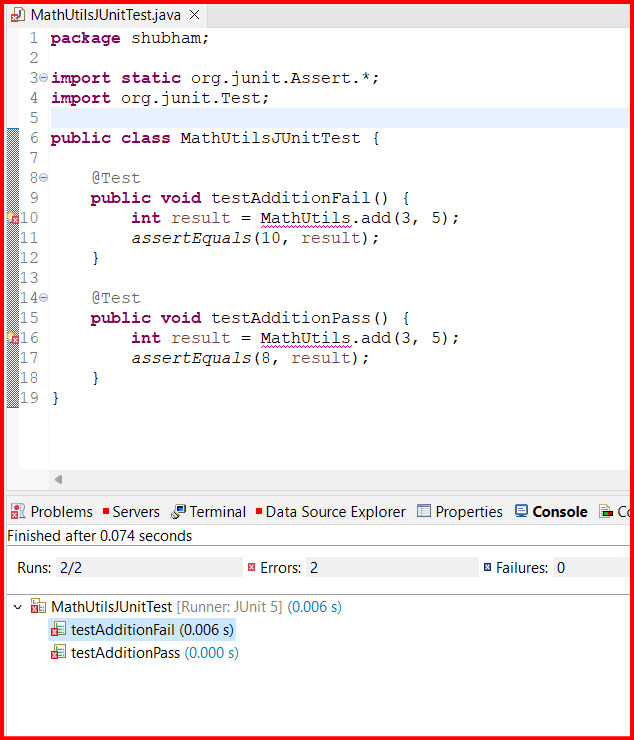 MathUtilsJUnitTest.java
1 package shubham;
2
3 import static org.junit.Assert.*;
4 import org.junit.Test;
5
6 public class MathUtilsJUnitTest {
7
8 @Test
9 public void testAdditionFail() {
10 int result = MathUtils.add(3, 5);
11 assertEquals(10, result);
12 }
13
14 @Test
15 public void testAdditionPass() {
16 int result = MathUtils.add(3, 5);
17 assertEquals(8, result);
18 }
19 }
Problems Servers Terminal Data Source Explorer Properties Console Co
Finished after 0.074 seconds
Runs: 2/2 Errors: 2 Failures: 0
MathUtilsJUnitTest [Runner: JUnit 5] (0.006 s)
testAdditionFail (0.006 s)
testAdditionPass (0.000 s)